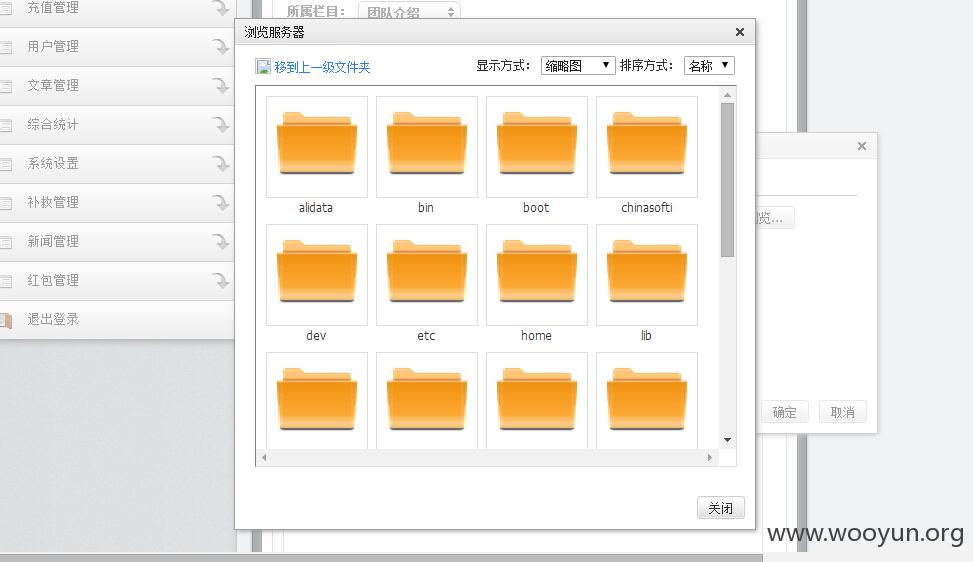 充值管理
用户管理
文章管理
综合统计
系统设置
补救管理
新闻管理
红包管理
退出登录
所属栏目： 团队介绍
浏览服务器
移到上一级文件夹 显示方式： 缩略图 排序方式： 名称
alidata bin boot chinasofti
dev etc home lib
关闭
览...
确定 取消
www.wooyun.org